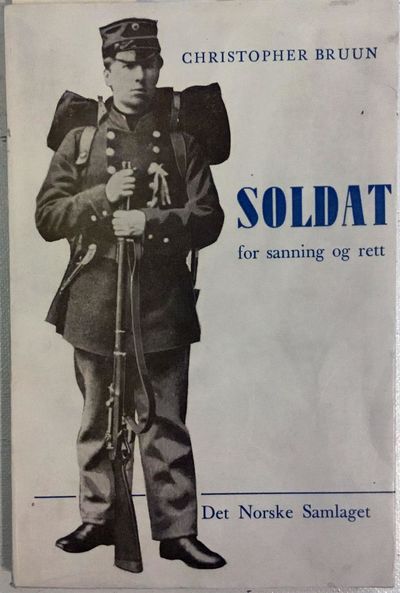 CHRISTOPHER BRUUN
SOLDAT
for sanning og rett
Det Norske Samlaget